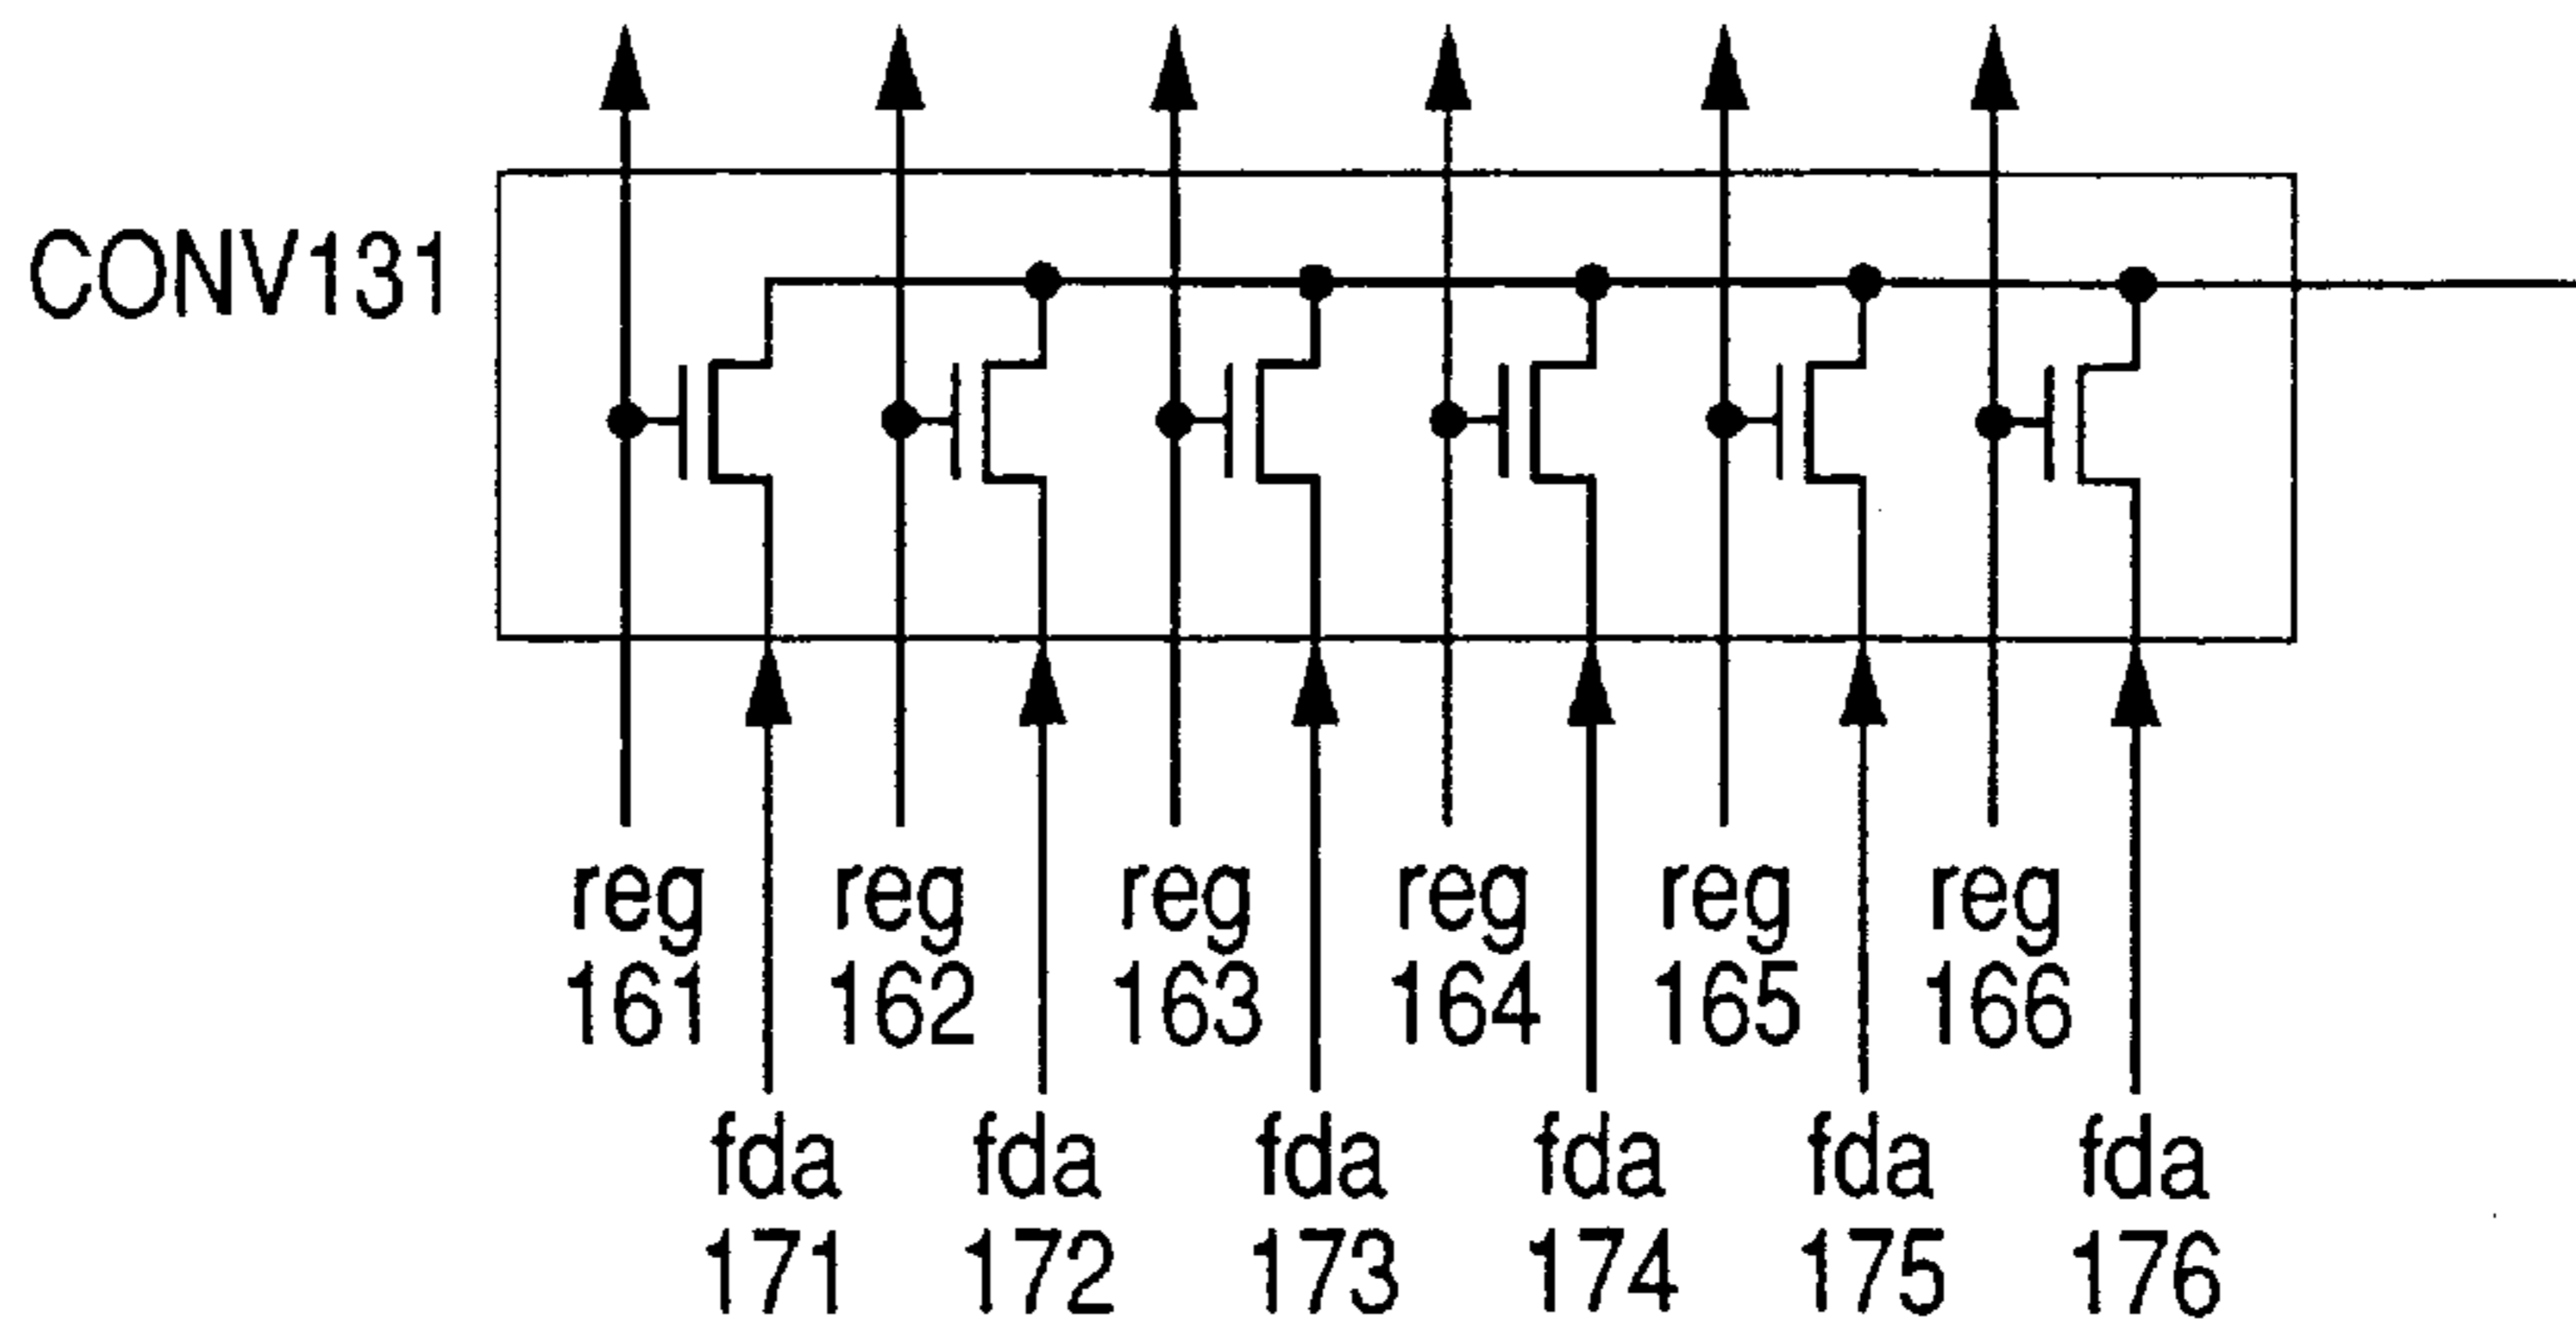 CONV131
reg reg reg reg reg reg
161 162 163 164 165 166
fda fda fda fda fda fda
171 172 173 174 175 176